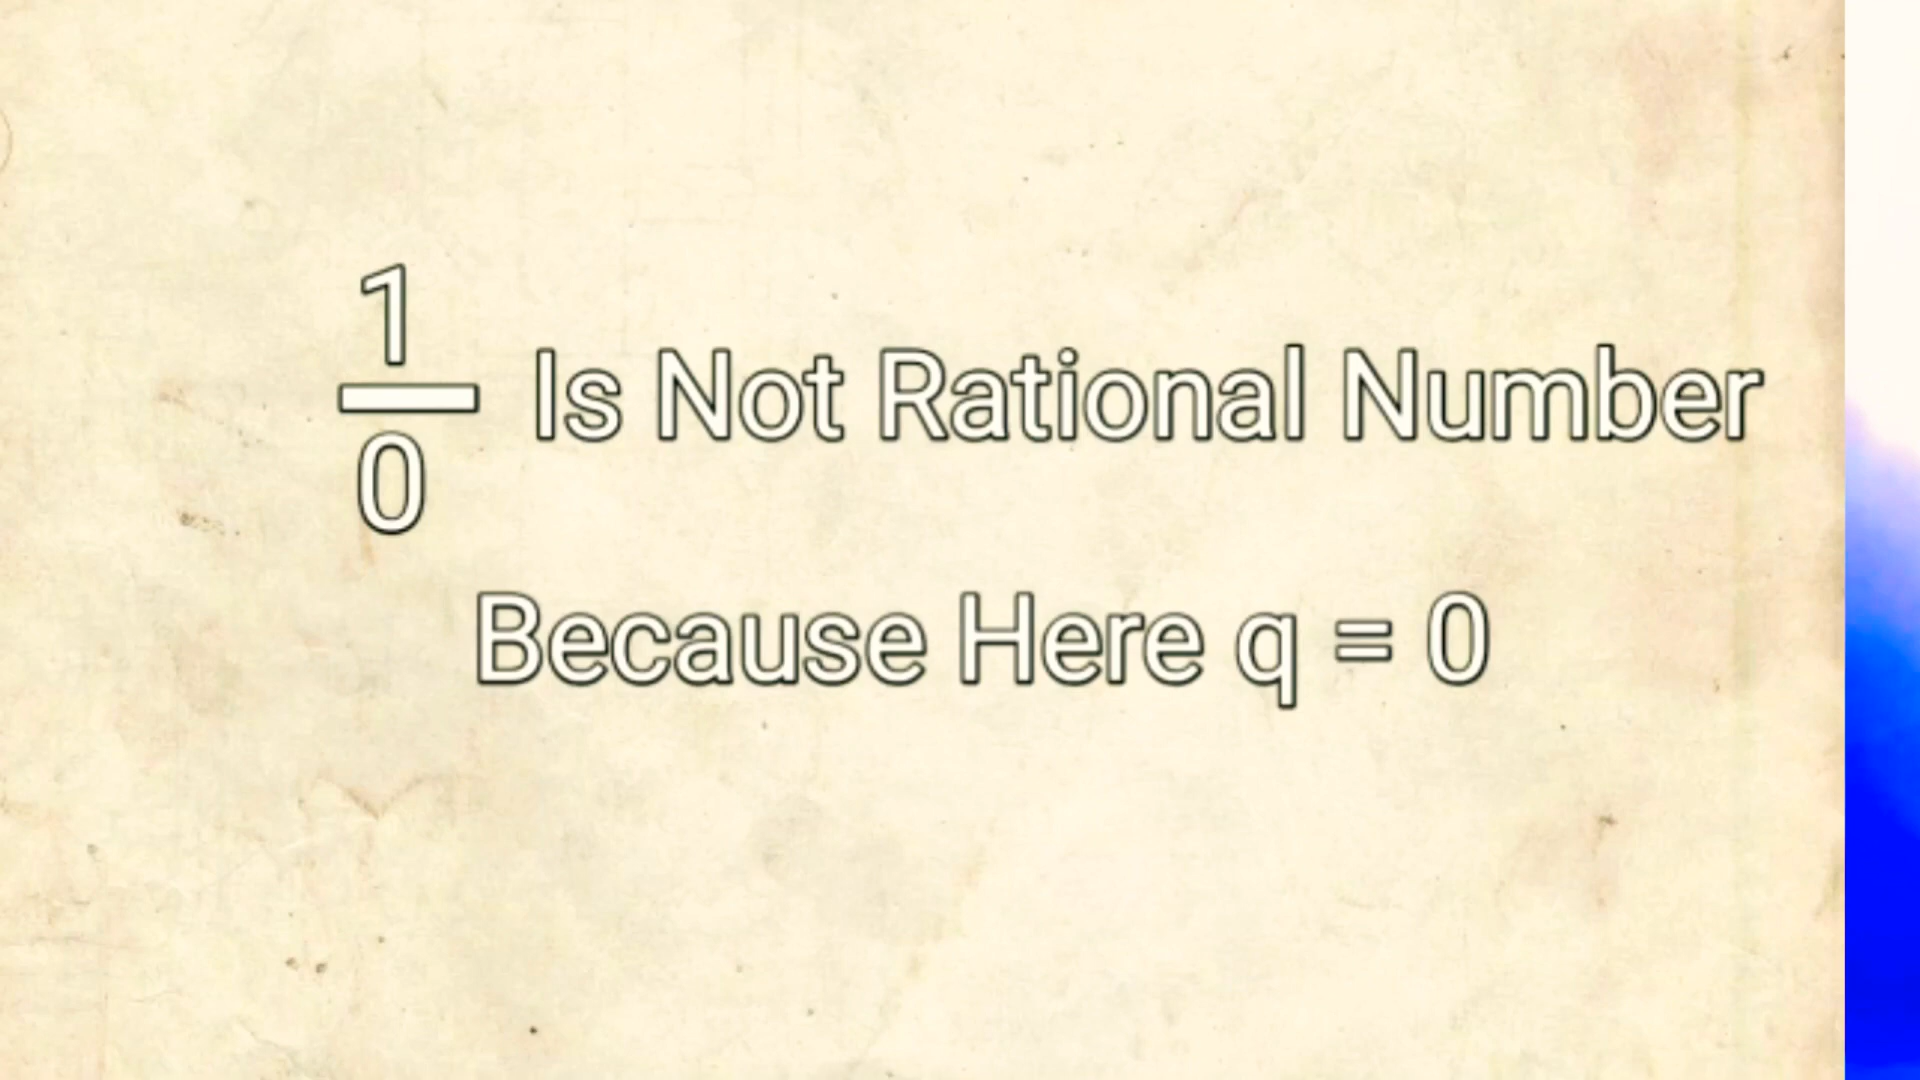 1
0
Is Not Rational Number
Because Here q = 0